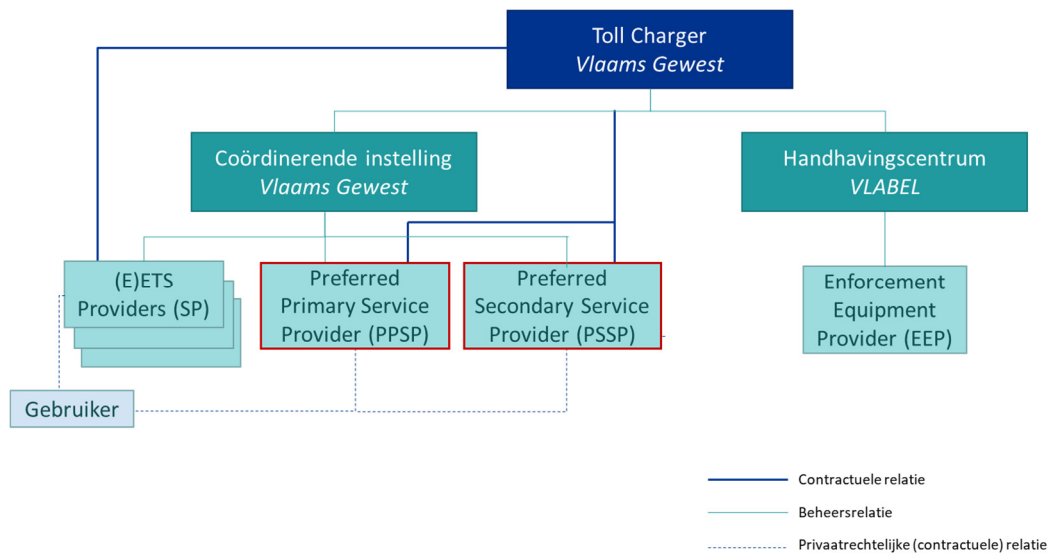 Toll Charger
Vlaams Gewest
Coördinerende instelling
Vlaams Gewest
Handhavingscentrum
VLABEL
(E)ETS
Providers (SP)
Preferred
Primary Service
Provider (PPSP)
Preferred
Secondary Service
Provider (PSSP)
Enforcement
Equipment
Provider (EEP)
Gebruiker
Contractuele relatie
Beheersrelatie
Privaatrechtelijke (contractuele) relatie